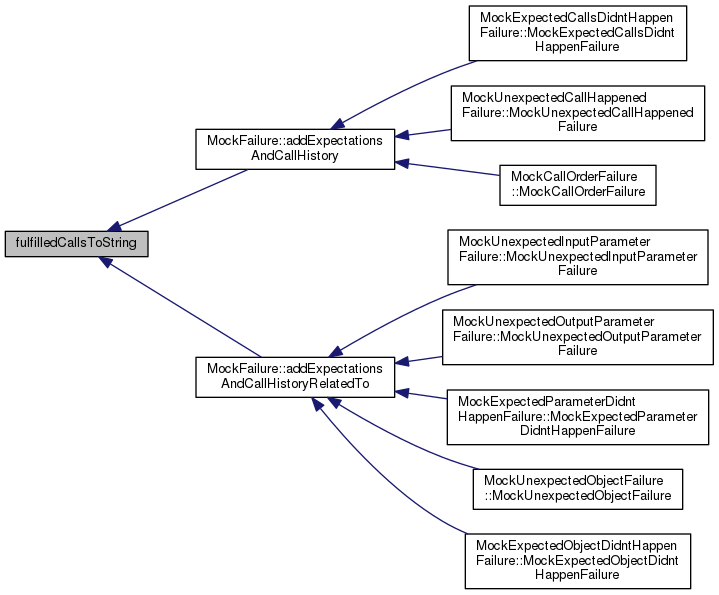 MockExpectedCallsDidntHappen
Failure::MockExpectedCallsDidnt
HappenFailure
MockUnexpectedCallHappened
Failure::MockUnexpectedCallHappened
Failure
MockFailure::addExpectations
AndCallHistory
MockCallOrderFailure
::MockCallOrderFailure
fulfilledCallsToString
MockUnexpectedInputParameter
Failure::MockUnexpectedInputParameter
Failure
MockUnexpectedOutputParameter
Failure::MockUnexpectedOutputParameter
Failure
MockFailure::addExpectations
AndCallHistoryRelatedTo
MockExpectedParameterDidnt
HappenFailure::MockExpectedParameter
DidntHappenFailure
MockUnexpectedObjectFailure
::MockUnexpectedObjectFailure
MockExpectedObjectDidntHappen
Failure::MockExpectedObjectDidnt
HappenFailure